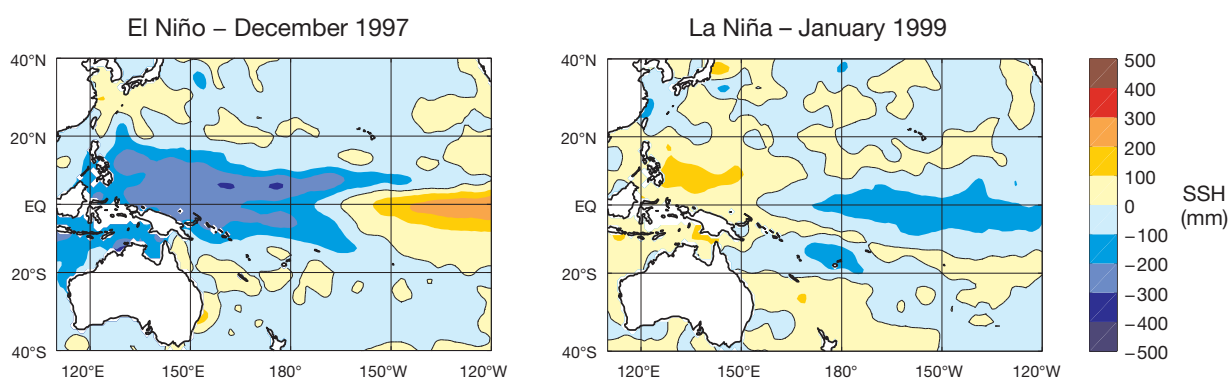 El Niño – December 1997
40°N
20°N
EQ
20°S
40°S
120°E 150°W 180° 150°W 120°W
La Niña – January 1999
40°N
20°N
EQ
20°S
40°S
120°E 150°W 180° 150°W 120°W
500
400
300
200
100
0
−100
−200
−300
−400
−500
SSH
(mm)